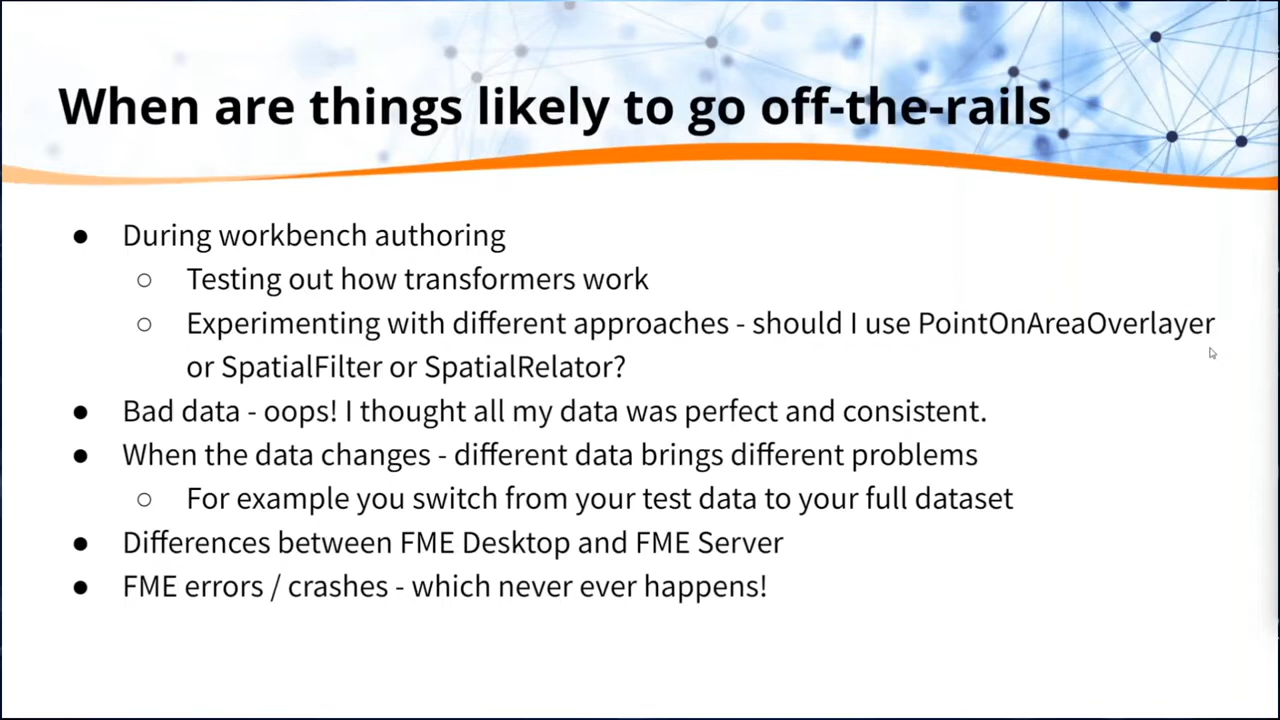 When are things likely to go off-the-rails
● During workbench authoring
○ Testing out how transformers work
○ Experimenting with different approaches - should I use PointOnAreaOverlayer
or SpatialFilter or SpatialRelator?
● Bad data - oops! I thought all my data was perfect and consistent.
● When the data changes - different data brings different problems
○ For example you switch from your test data to your full dataset
● Differences between FME Desktop and FME Server
● FME errors / crashes - which never ever happens!